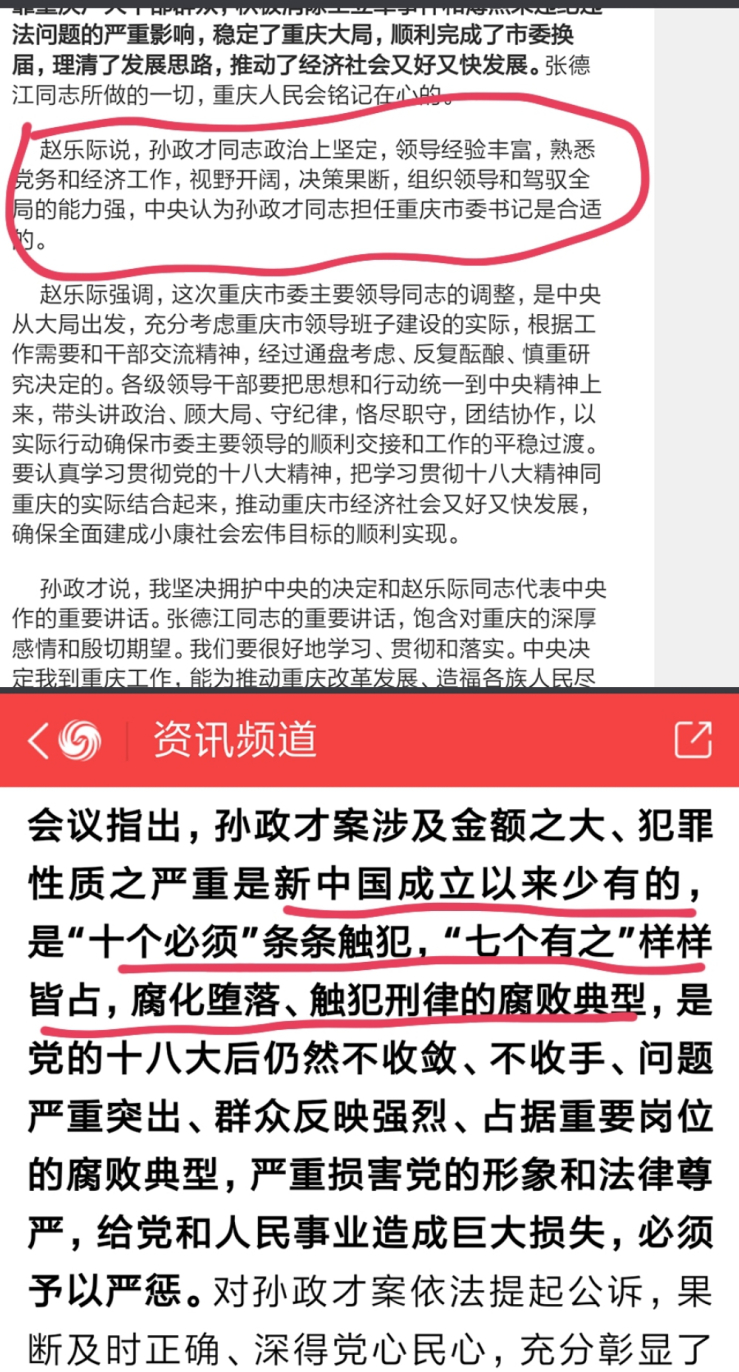 法问题的严重影响，稳定了重庆大局，顺利完成了市委换
届，理清了发展思路，推动了经济社会又好又快发展。张德
江同志所做的一切，重庆人民会铭记在心的。
赵乐际说，孙政才同志政治上坚定，领导经验丰富，熟悉
党务和经济工作，视野开阔，决策果断，组织领导和驾驭全
局的能力强，中央认为孙政才同志担任重庆市委书记是合适
的。
赵乐际强调，这次重庆市委主要领导同志的调整，是中央
从大局出发，充分考虑重庆市领导班子建设的实际，根据工
作需要和干部交流精神，经过通盘考虑、反复酝酿、慎重研
究决定的。各级领导干部要把思想和行动统一到中央精神上
来，带头讲政治、顾大局、守纪律，恪尽职守，团结协作，以
实际行动确保市委主要领导的顺利交接和工作的平稳过渡。
要认真学习贯彻党的十八大精神，把学习贯彻十八大精神同
重庆的实际结合起来，推动重庆市经济社会又好又快发展，
确保全面建成小康社会宏伟目标的顺利实现。
孙政才说，我坚决拥护中央的决定和赵乐际同志代表中央
作的重要讲话。张德江同志的重要讲话，饱含对重庆的深厚
感情和殷切期望。我们要很好地学习、贯彻和落实。中央决
定我到重庆工作，能为推动重庆改革发展、造福各族人民尽
资讯频道
会议指出，孙政才案涉及金额之大、犯罪
性质之严重是新中国成立以来少有的，
是“十个必须”条条触犯，“七个有之”样样
皆占，腐化堕落、触犯刑律的腐败典型，是
党的十八大后仍然不收敛、不收手、问题
严重突出、群众反映强烈、占据重要岗位
的腐败典型，严重损害党的形象和法律尊
严，给党和人民事业造成巨大损失，必须
予以严惩。对孙政才案依法提起公诉，果
断及时正确、深得党心民心，充分彰显了